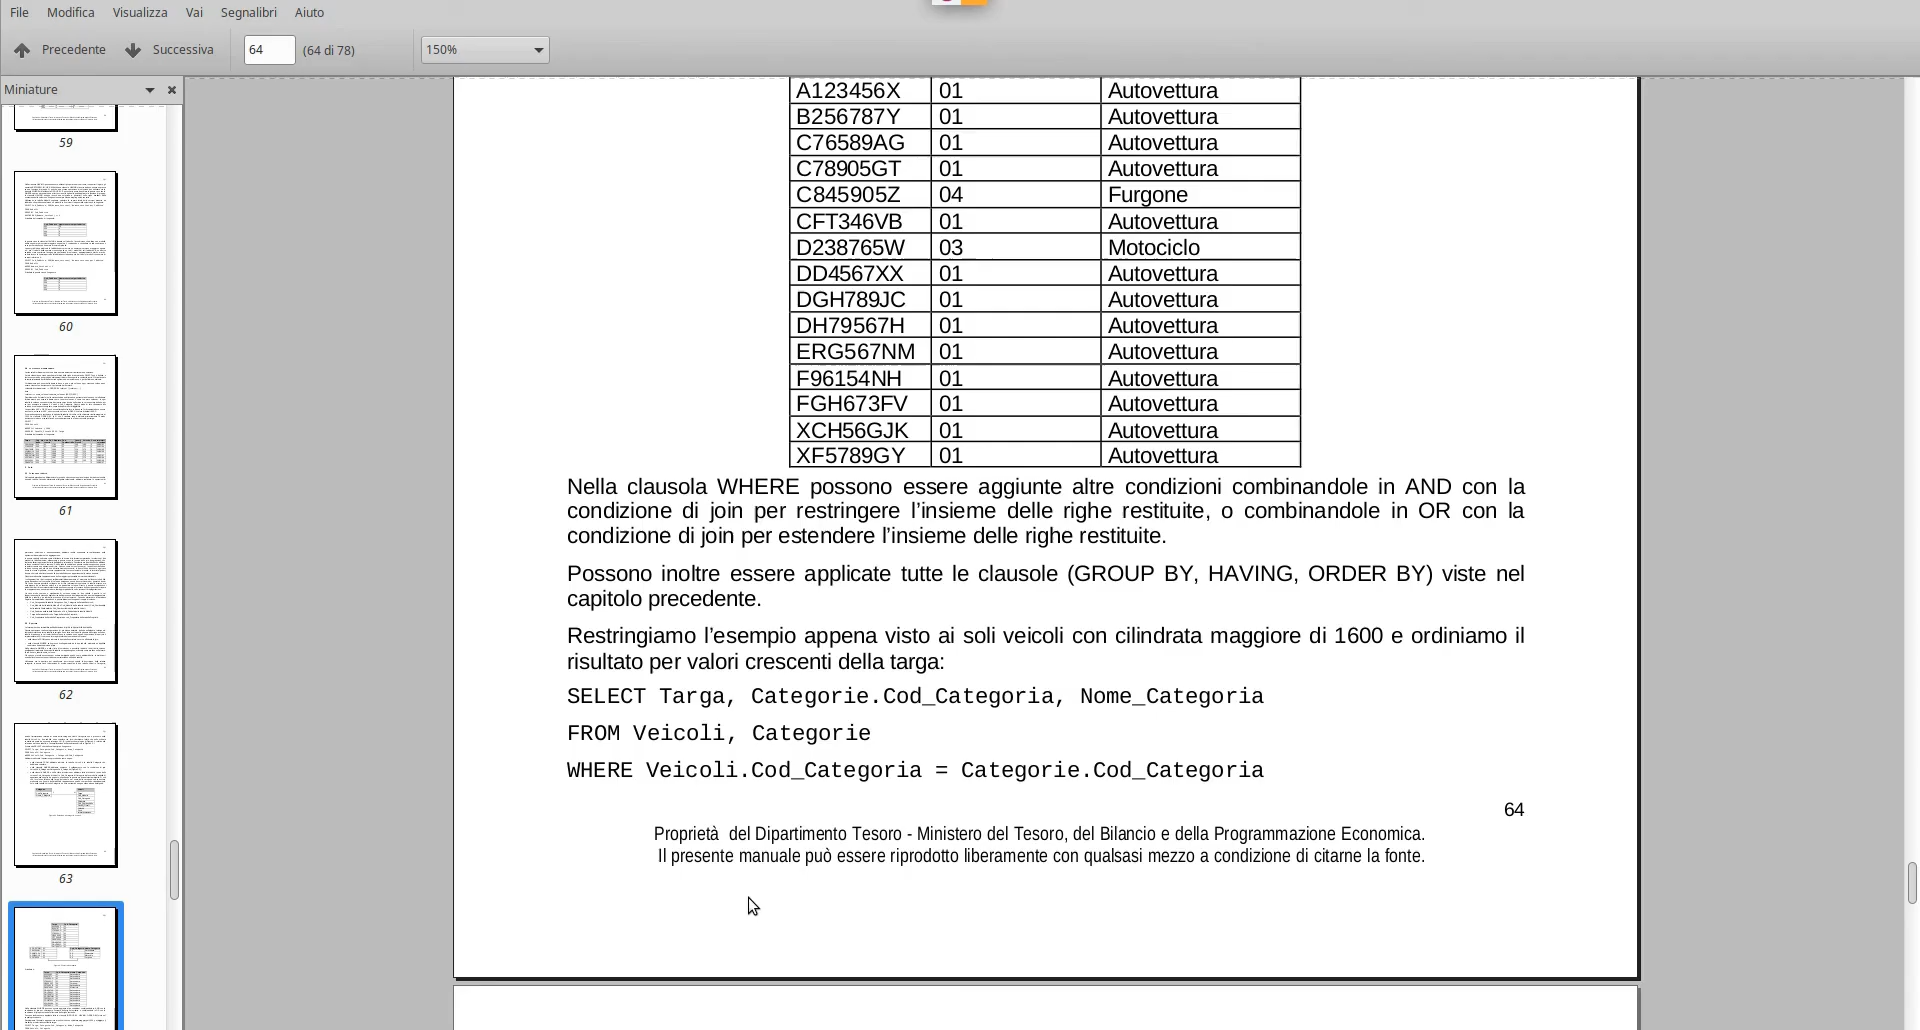 File Modifica Visualizza Vai Segnalibri Aiuto
Precedente Successiva 64 (64 di 78) 150%
Miniature
59
60
61
62
63
A123456X 01 Autovettura
B256787Y 01 Autovettura
C76589AG 01 Autovettura
C78905GT 01 Autovettura
C845905Z 04 Furgone
CFT346VB 01 Autovettura
D238765W 03 Motociclo
DD4567XX 01 Autovettura
DGH789JC 01 Autovettura
DH79567H 01 Autovettura
ERG567NM 01 Autovettura
F96154NH 01 Autovettura
FGH673FV 01 Autovettura
XCH56GJK 01 Autovettura
XF5789GY 01 Autovettura
Nella clausola WHERE possono essere aggiunte altre condizioni combinandole in AND con la
condizione di join per restringere l’insieme delle righe restituite, o combinandole in OR con la
condizione di join per estendere l’insieme delle righe restituite.
Possono inoltre essere applicate tutte le clausole (GROUP BY, HAVING, ORDER BY) viste nel
capitolo precedente.
Restringiamo l’esempio appena visto ai soli veicoli con cilindrata maggiore di 1600 e ordiniamo il
risultato per valori crescenti della targa:
SELECT Targa, Categorie.Cod_Categoria, Nome_Categoria
FROM Veicoli, Categorie
WHERE Veicoli.Cod_Categoria = Categorie.Cod_Categoria
64
Proprietà del Dipartimento Tesoro - Ministero del Tesoro, del Bilancio e della Programmazione Economica.
Il presente manuale può essere riprodotto liberamente con qualsasi mezzo a condizione di citarne la fonte.